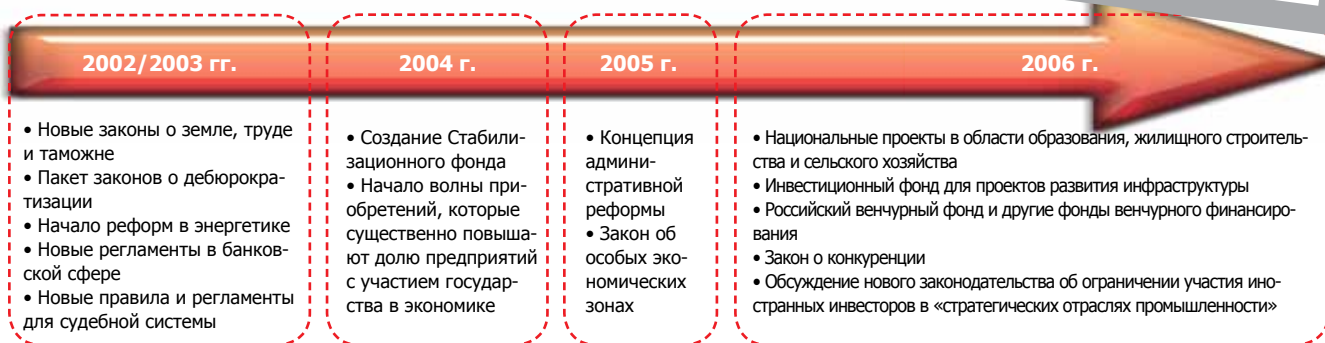 2002/2003 гг.
• Новые законы о земле, труде
и таможне
• Пакет законов о дебюрокра-
тизации
• Начало реформ в энергетике
• Новые регламенты в банков-
ской сфере
• Новые правила и регламенты
для судебной системы
2004 г.
• Создание Стабили-
зационного фонда
• Начало волны при-
обретений, которые
существенно повыша-
ют долю предприятий
с участием государ-
ства в экономике
2005 г.
• Концепция
админи-
стративной
реформы
• Закон об
особых эко-
номических
зонах
2006 г.
• Национальные проекты в области образования, жилищного строитель-
ства и сельского хозяйства
• Инвестиционный фонд для проектов развития инфраструктуры
• Российский венчурный фонд и другие фонды венчурного финансиро-
вания
• Закон о конкуренции
• Обсуждение нового законодательства об ограничении участия ино-
странных инвесторов в «стратегических отраслях промышленности»